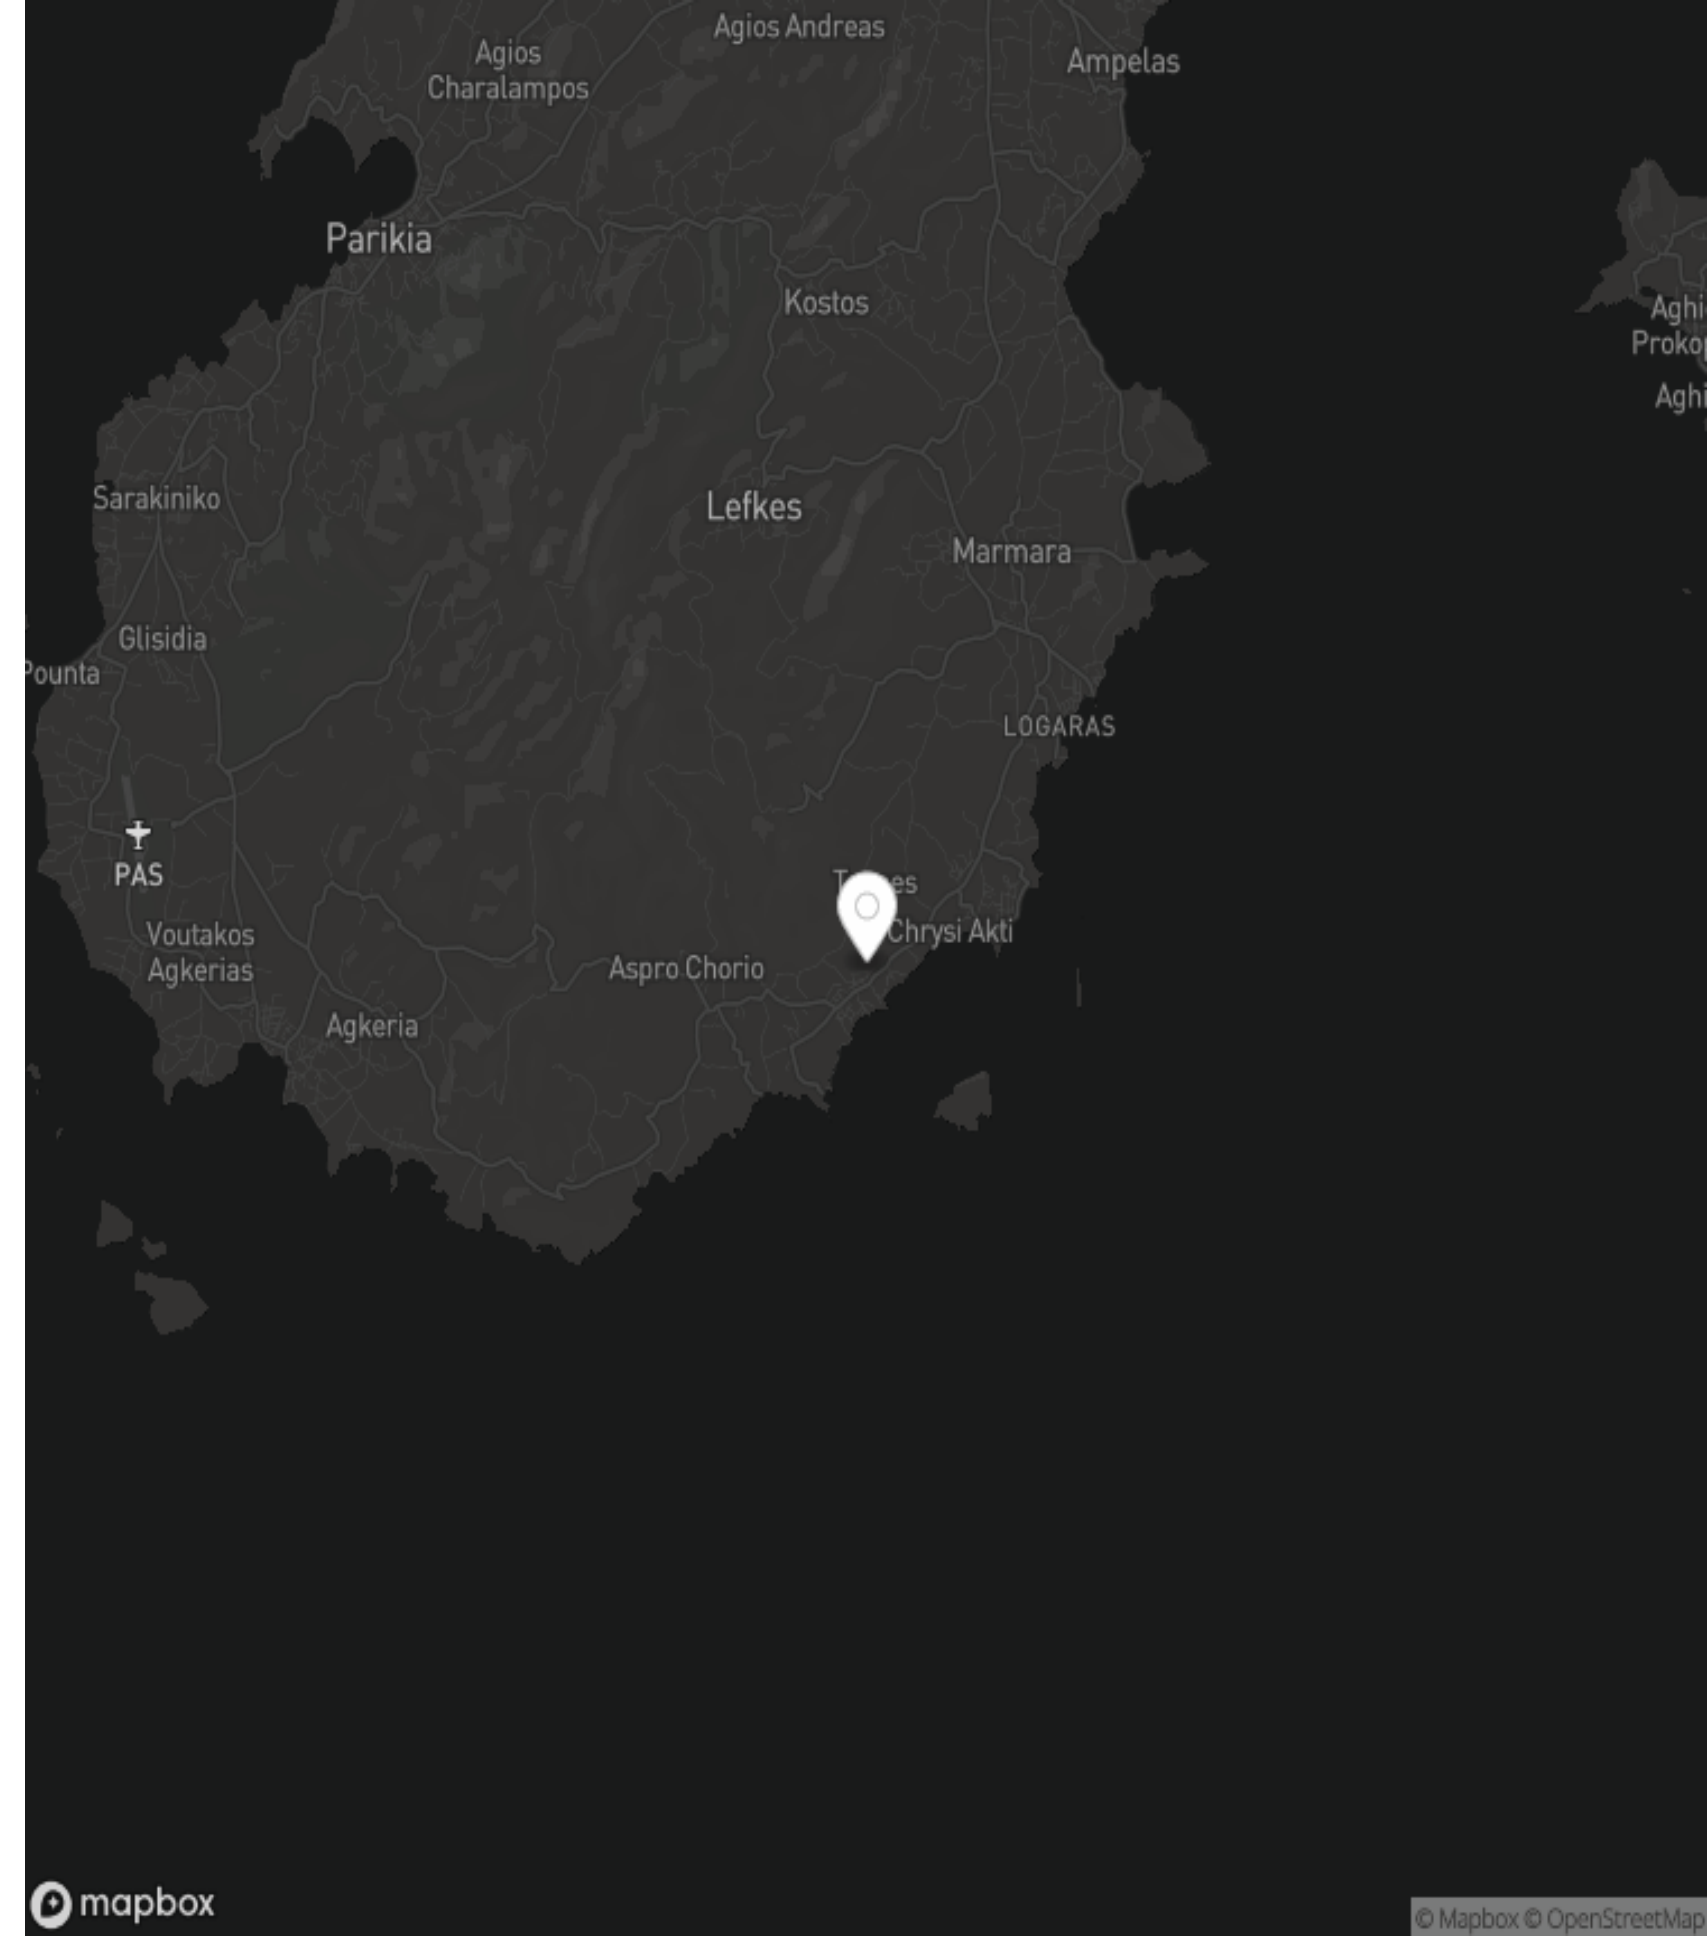 Agios Andreas
Agios
Charalampos
Ampelas
Parikia
Kostos
Aghi
Prokop
Aghi
Sarakiniko
Lefkes
Marmara
Glisidia
Pounta
LOGARAS
PAS
Chrysi Akti
Voutakos
Agkerias
Aspro Chorio
Agkeria
mapbox
© Mapbox © OpenStreetMap